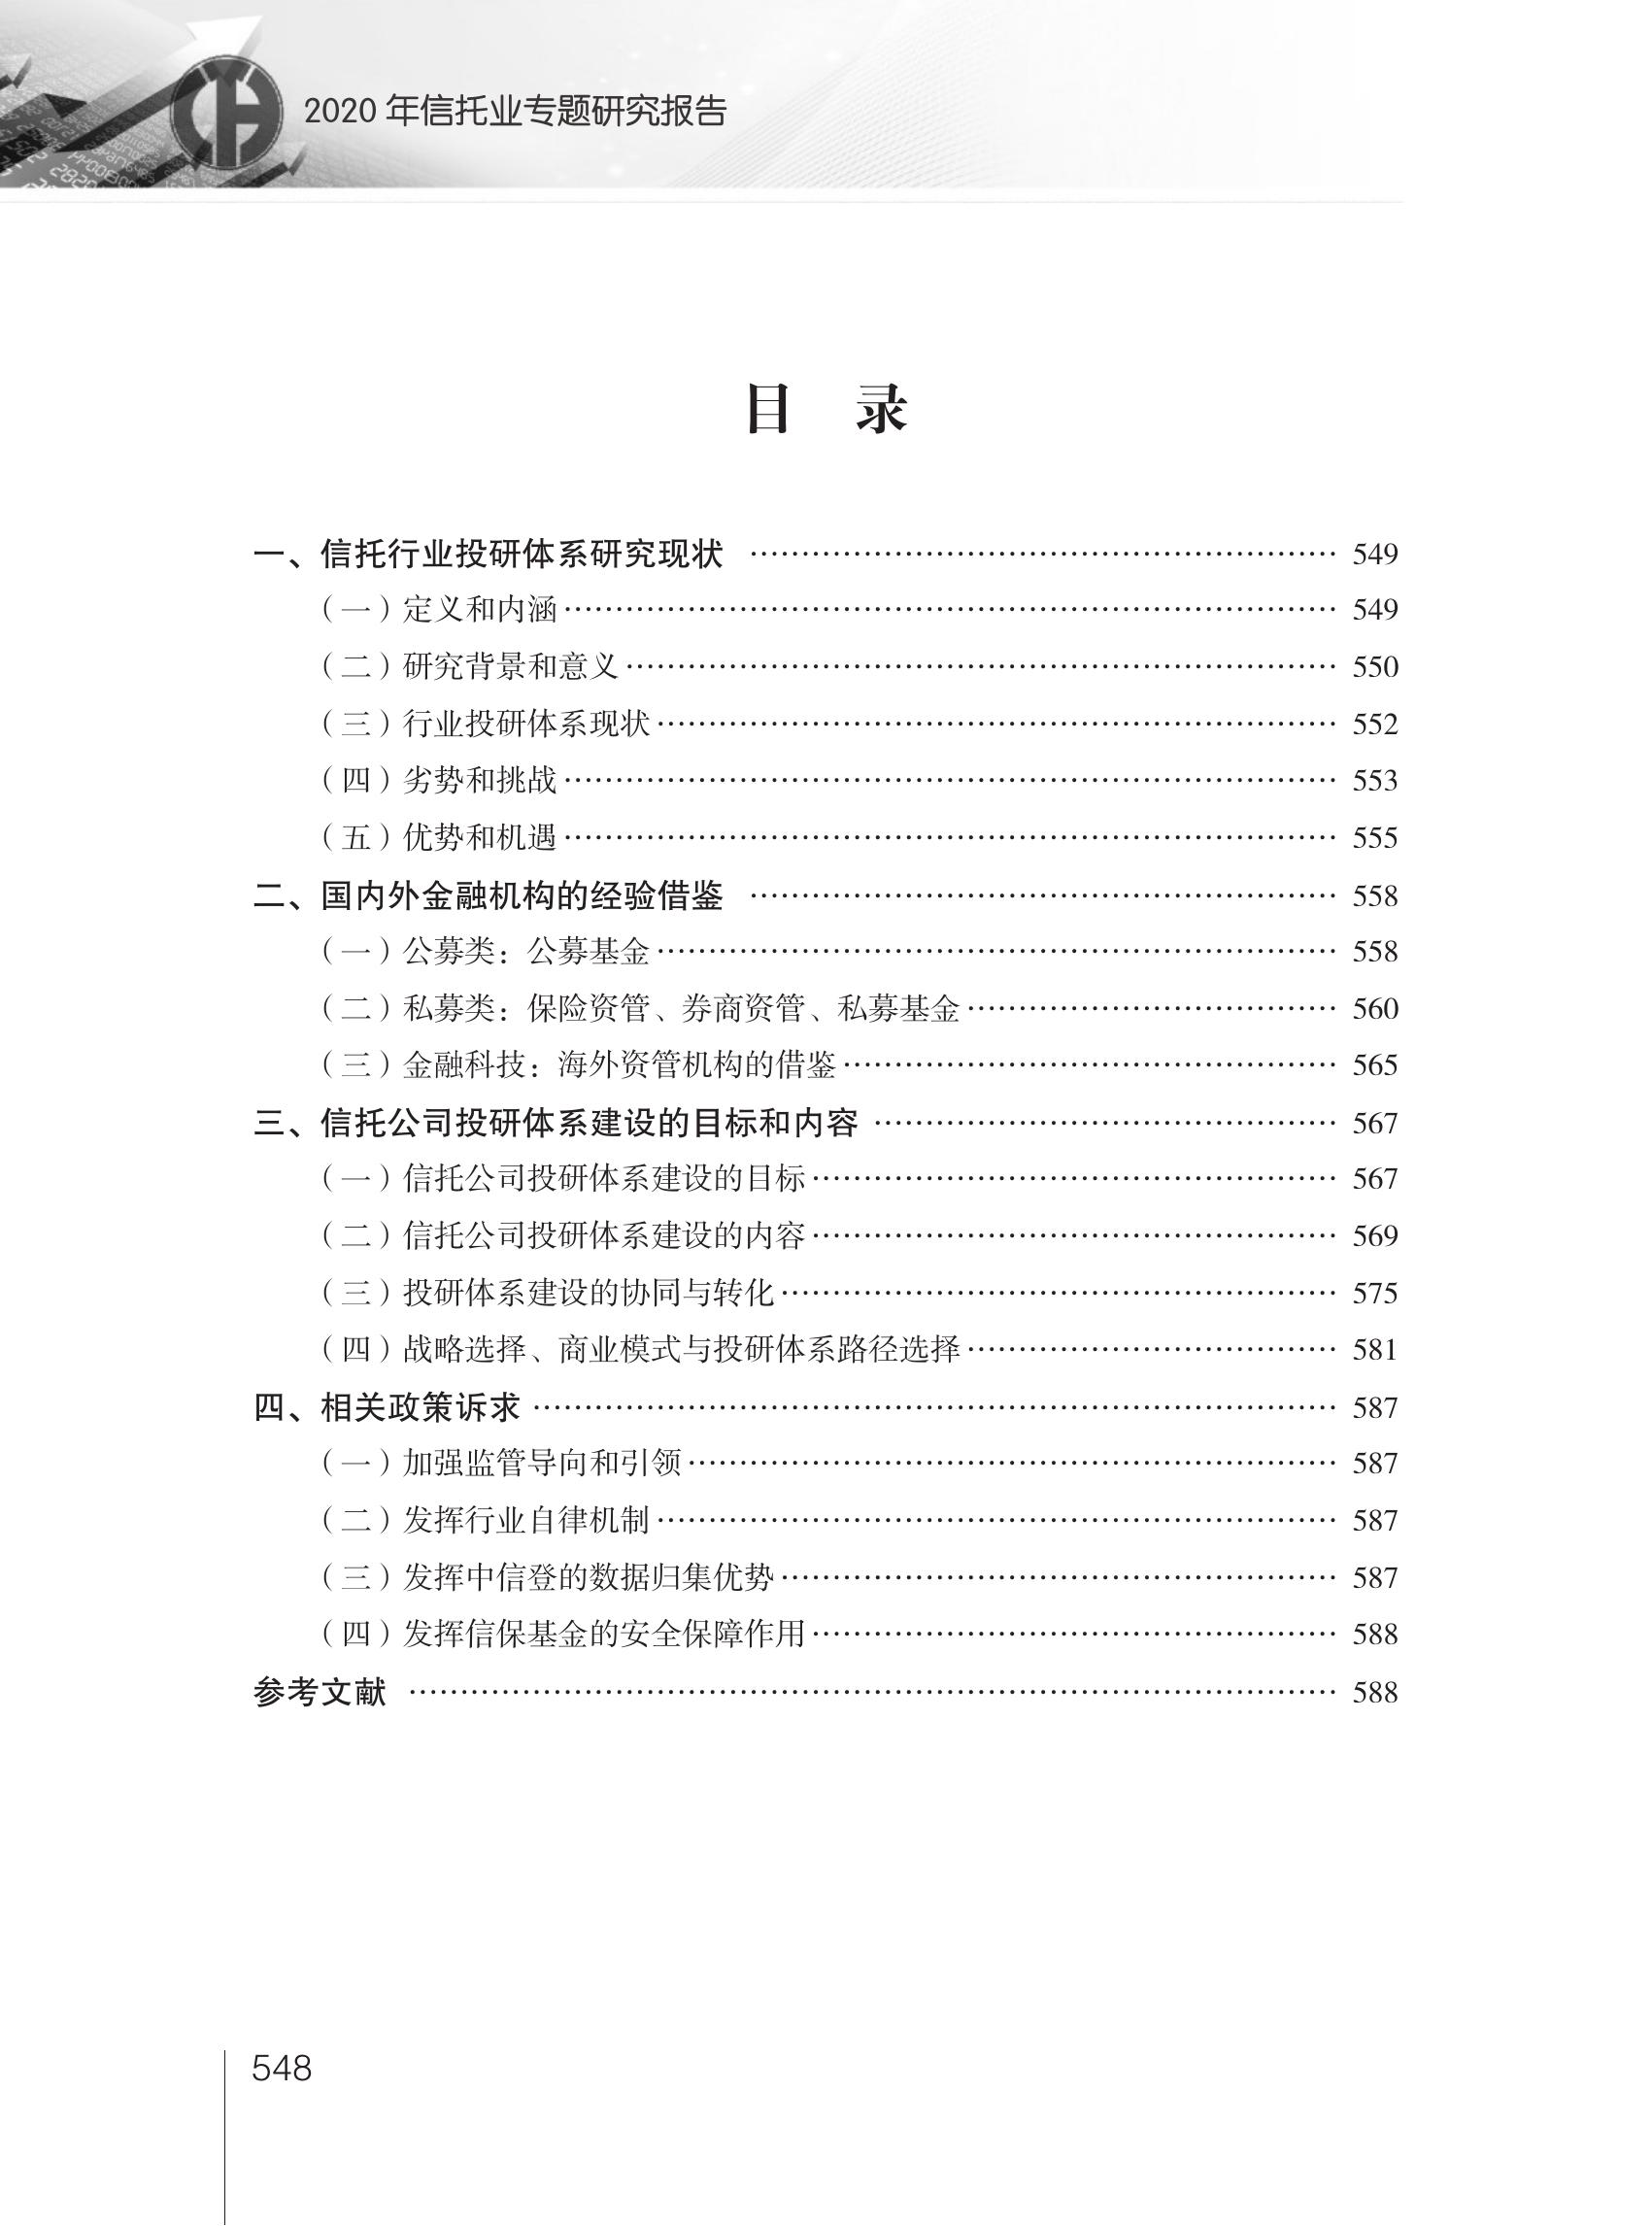 2020 年信托业专题研究报告
目 录
一、信托行业投研体系研究现状 …………………………………………… 549
（一）定义和内涵 …………………………………………… 549
（二）研究背景和意义 …………………………………………… 550
（三）行业投研体系现状 …………………………………………… 552
（四）劣势和挑战 …………………………………………… 553
（五）优势和机遇 …………………………………………… 555
二、国内外金融机构的经验借鉴 …………………………………………… 558
（一）公募类：公募基金 …………………………………………… 558
（二）私募类：保险资管、券商资管、私募基金 …………………………………………… 560
（三）金融科技：海外资管机构的借鉴 …………………………………………… 565
三、信托公司投研体系建设的目标和内容 …………………………………………… 567
（一）信托公司投研体系建设的目标 …………………………………………… 567
（二）信托公司投研体系建设的内容 …………………………………………… 569
（三）投研体系建设的协同与转化 …………………………………………… 575
（四）战略选择、商业模式与投研体系路径选择 …………………………………………… 581
四、相关政策诉求 …………………………………………… 587
（一）加强监管导向和引领 …………………………………………… 587
（二）发挥行业自律机制 …………………………………………… 587
（三）发挥中信登的数据归集优势 …………………………………………… 587
（四）发挥信保基金的安全保障作用 …………………………………………… 588
参考文献 …………………………………………… 588
548